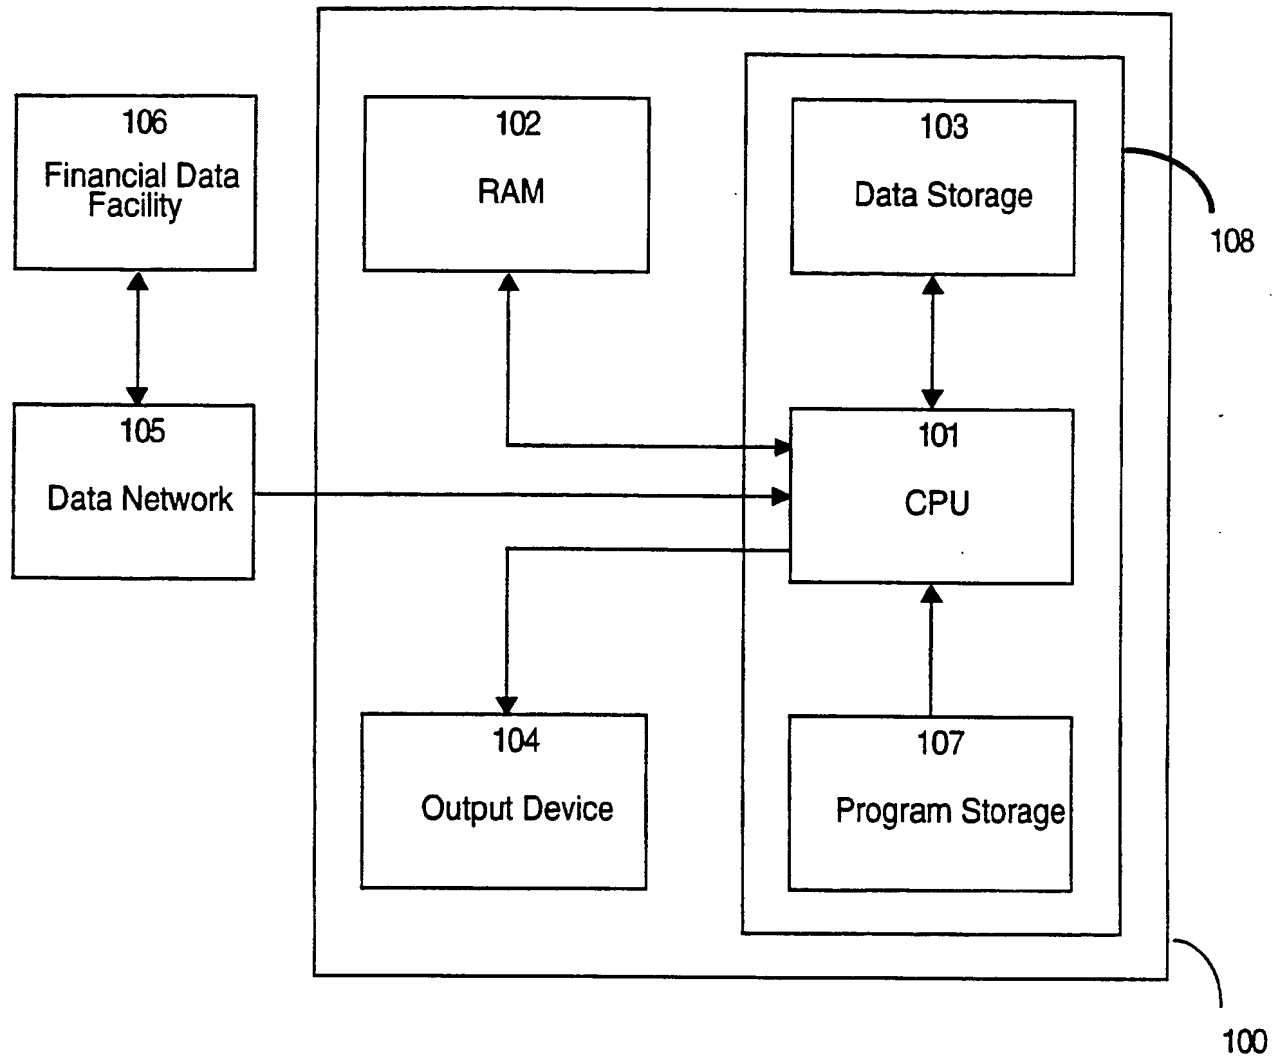 106
Financial Data
Facility
102
RAM
103
Data Storage
108
105
Data Network
101
CPU
104
Output Device
107
Program Storage
100